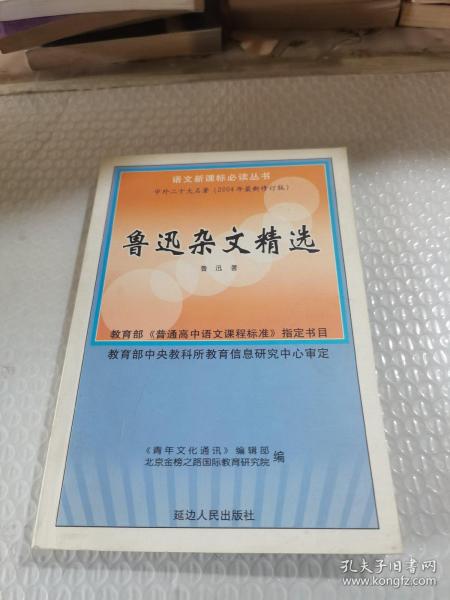 语文新课标必读丛书
中外二十大名著(2004年最新修订版)
鲁迅杂文精选
鲁迅 著
教育部《普通高中语文课程标准》指定书目
教育部中央教科所教育信息研究中心审定
《青年文化通讯》编辑部
北京金榜之路国际教育研究院
编
延边人民出版社
孔夫子旧书网
www.kongfz.com